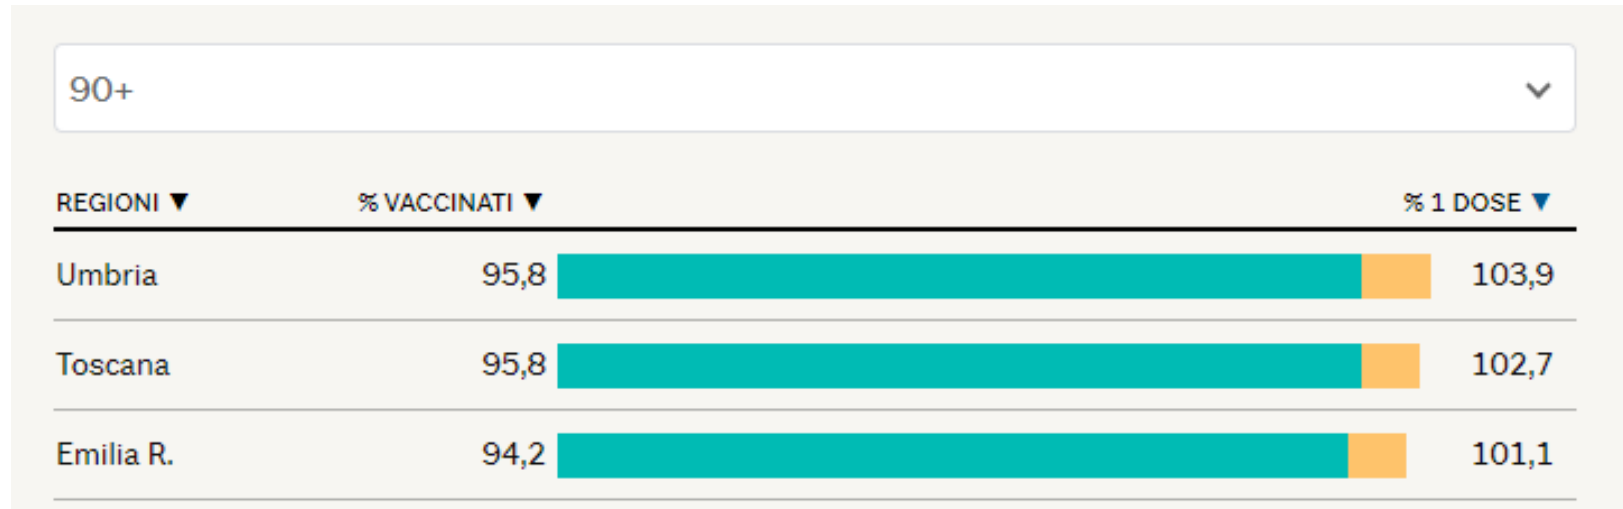 90+
REGIONI ▼ % VACCINATI ▼ % 1 DOSE ▼
Umbria 95,8 103,9
Toscana 95,8 102,7
Emilia R. 94,2 101,1